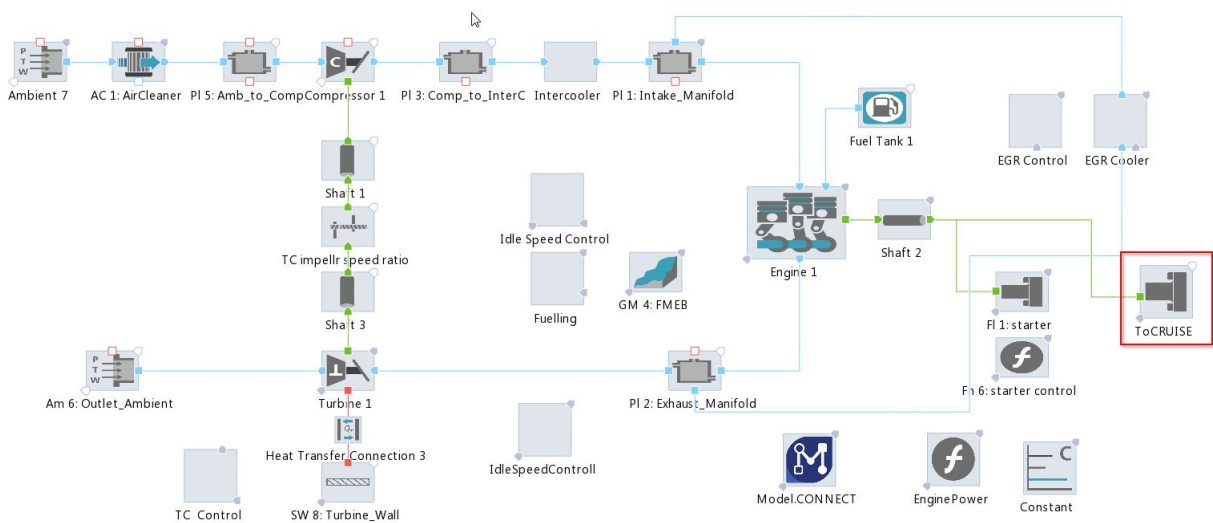 P
T
W
C
Ambient 7
AC 1: AirCleaner
Pl 5: Amb_to_Comp
Compressor 1
Pl 3: Comp_to_InterC
Intercooler
Pl 1: Intake_Manifold
Fuel Tank 1
EGR Control
EGR Cooler
Shaft 1
TC impellr speed ratio
Idle Speed Control
Engine 1
Shaft 2
Shaft 3
Fuelling
GM 4: FMEB
Fl 1: starter
ToCRUISE
P
T
W
T
f
Am 6: Outlet_Ambient
Turbine 1
Pl 2: Exhaust_Manifold
Fn 6: starter control
Heat Transfer Connection 3
IdleSpeedControll
M
f
C
Model.CONNECT
EnginePower
Constant
TC Control
SW 8: Turbine_Wall